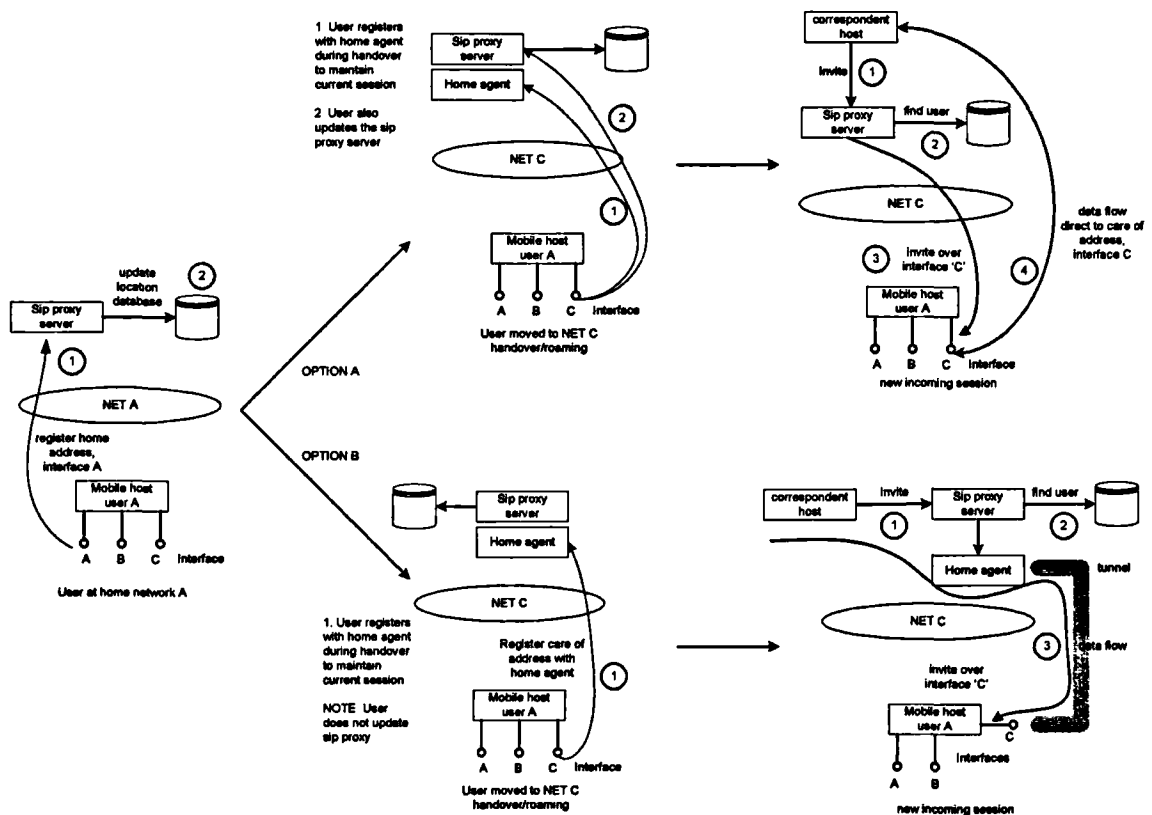 update
location
database
2
Sip proxy
server
1
NET A
register home
address,
interface A
Mobile host
user A
A B C Interface
User at home network A
OPTION A
OPTION B
1 User registers
with home agent
during handover
to maintain
current session
2 User also
updates the sip
proxy server
Sip proxy
server
Home agent
2
NET C
1
Mobile host
user A
A B C Interface
User moved to NET C
handover/roaming
correspondent
host
Invite
1
Sip proxy
server
find user
2
NET C
data flow
direct to care of
address,
interface C
3
invite over
interface 'C'
4
Mobile host
user A
A B C Interface
new incoming session
Sip proxy
server
Home agent
NET C
1. User registers
with home agent
during handover
to maintain
current session
NOTE User
does not update
sip proxy
Register care of
address with
home agent
1
Mobile host
user A
A B C Interface
User moved to NET C
handover/roaming
correspondent
host
Invite
1
Sip proxy
server
find user
2
Home agent
tunnel
NET C
3
data flow
invite over
interface 'C'
Mobile host
user A
C
Interfaces
A B
new incoming session